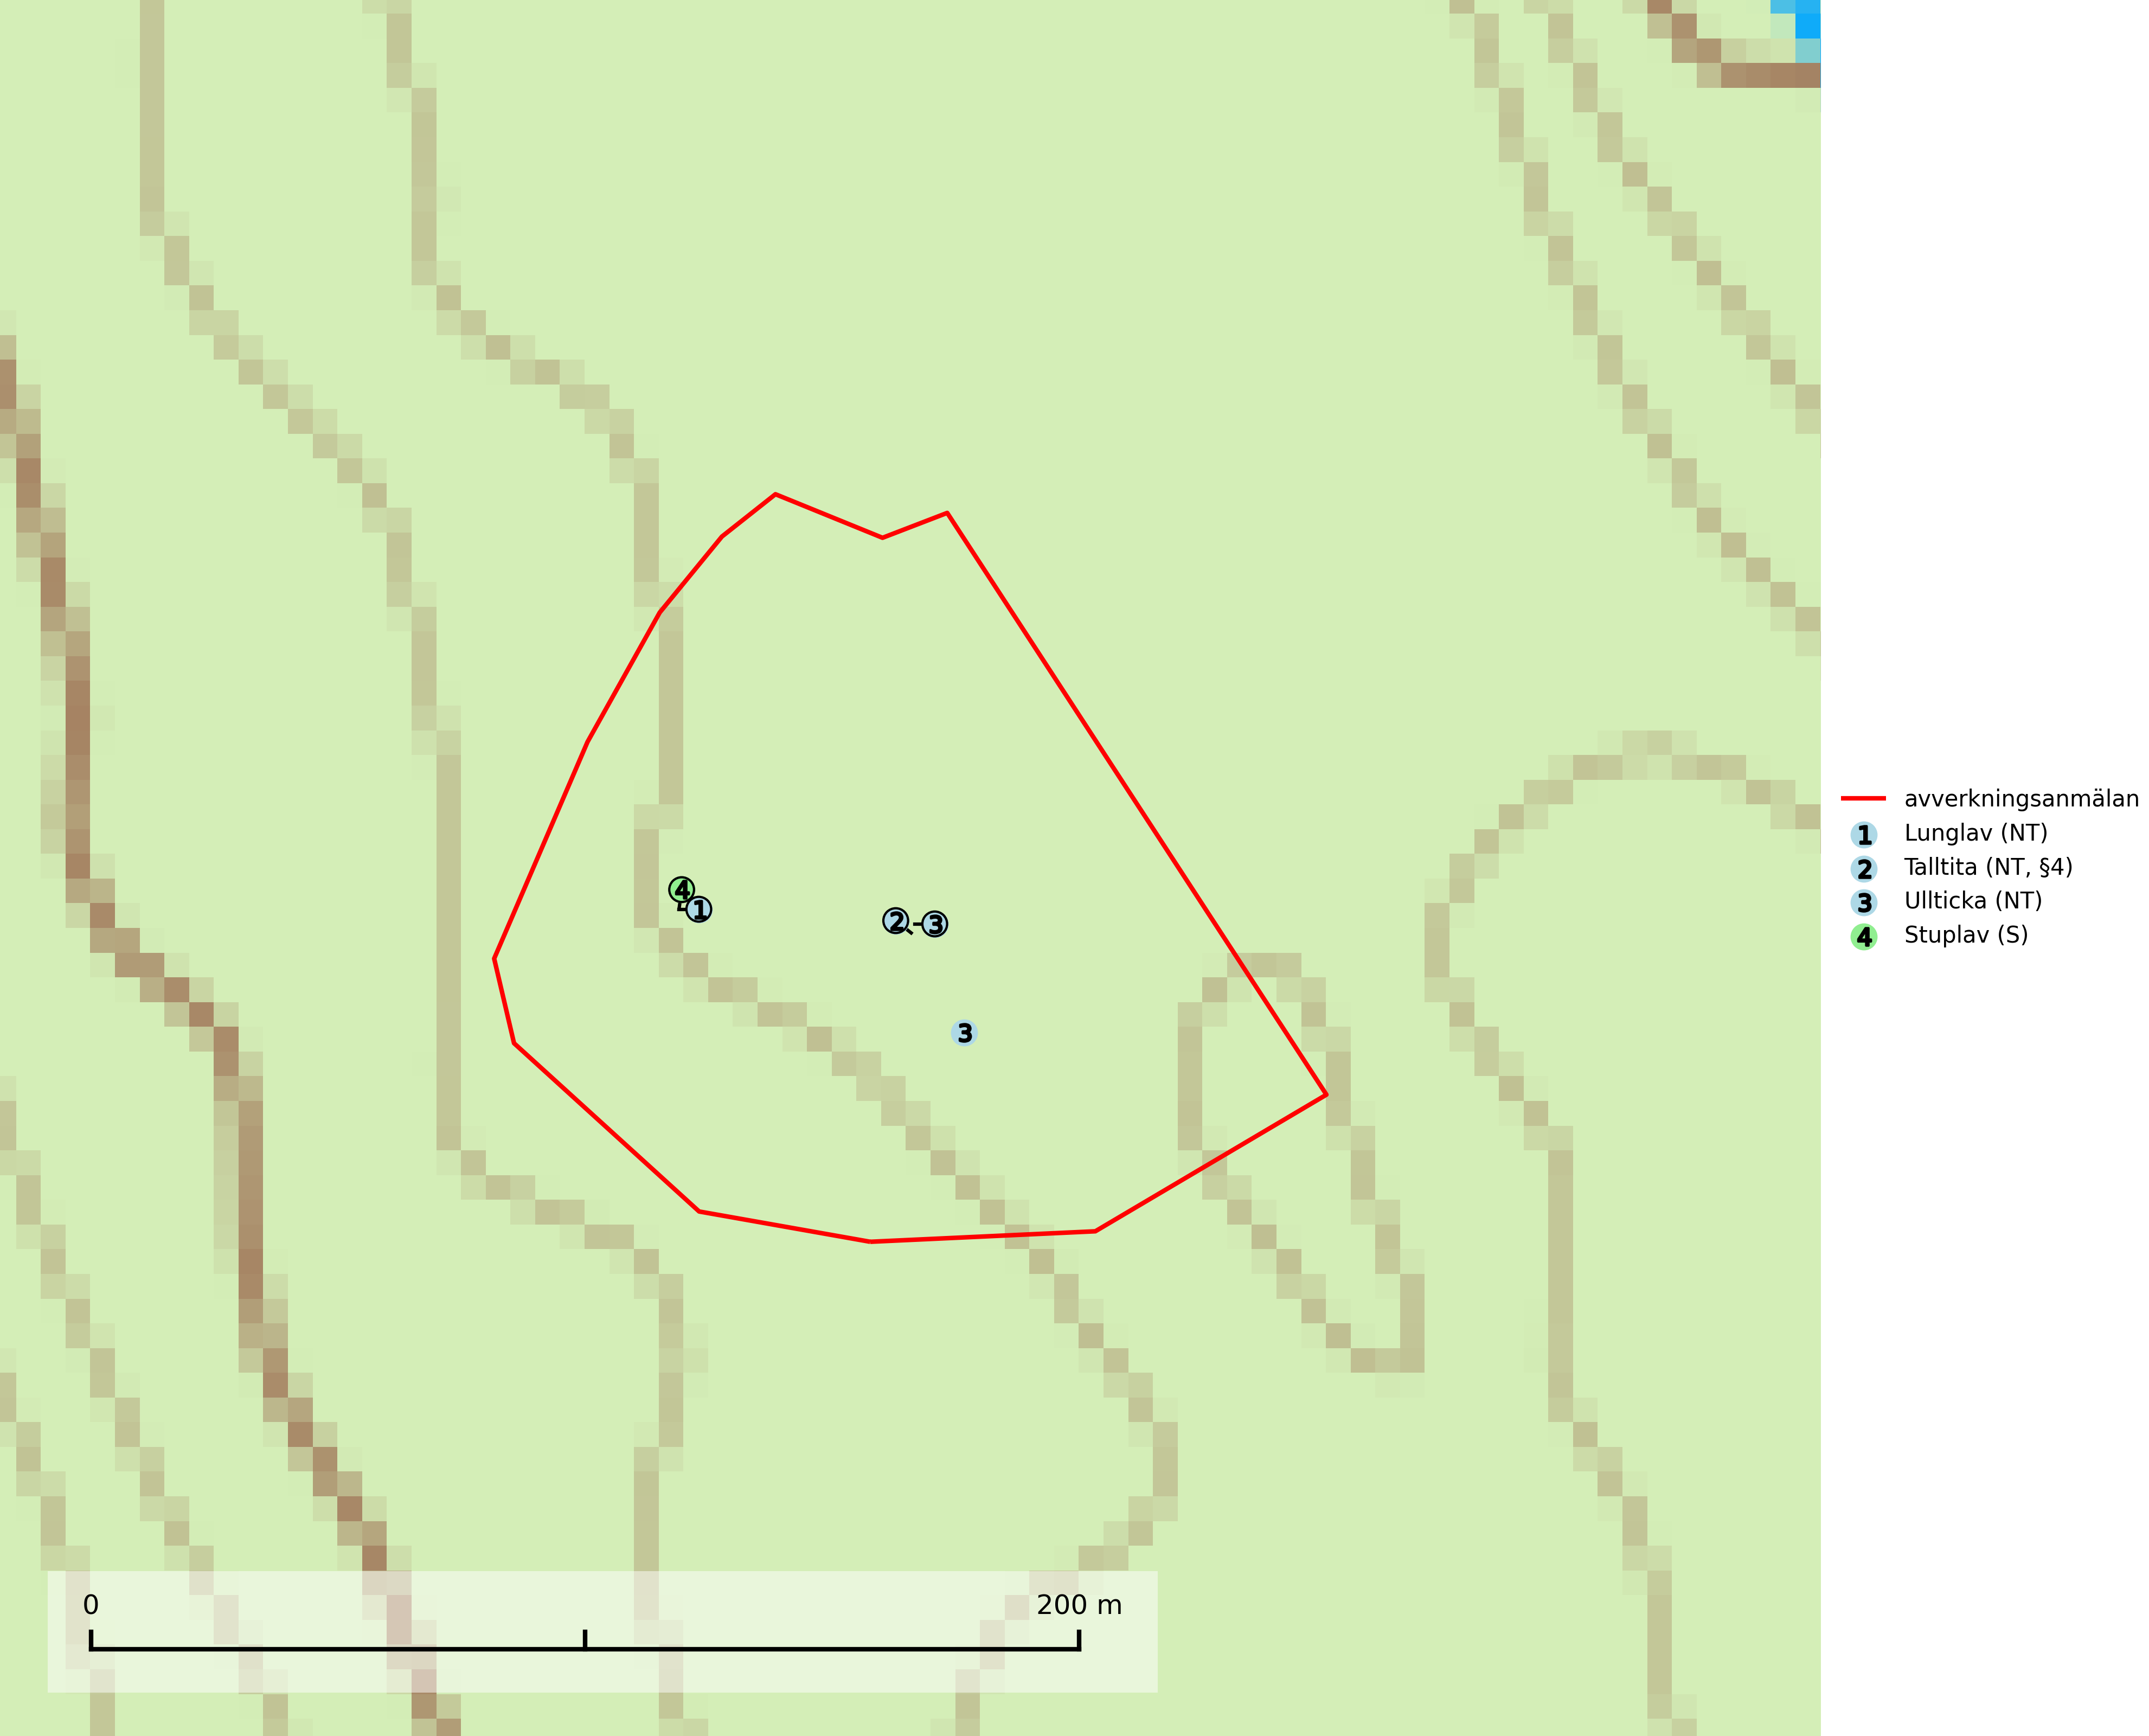 4
1
2
3
3
avverkningsanmälan
1 Lunglav (NT)
2 Talltita (NT, §4)
3 Ullticka (NT)
4 Stuplav (S)
0 200 m